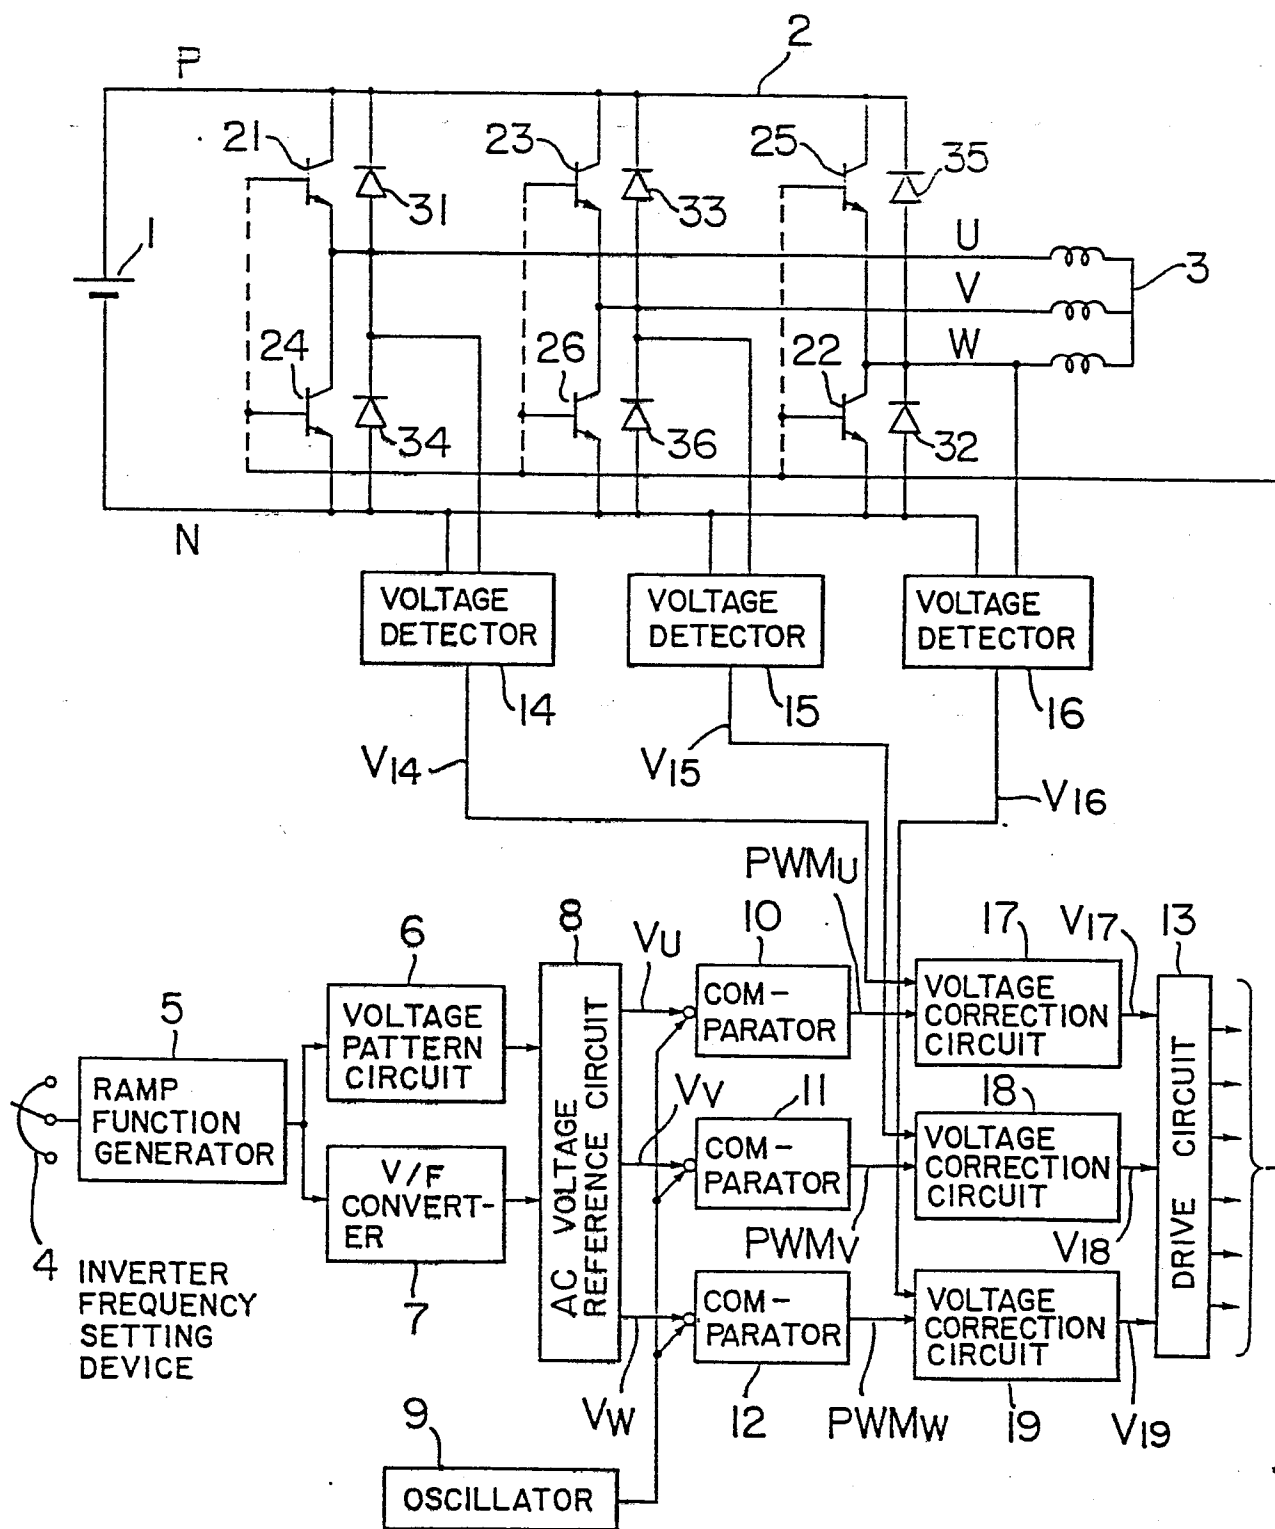 2
P
21
23
25
35
31
33
34
1
U
V
W
3
24
26
22
34
36
32
N
VOLTAGE
DETECTOR
VOLTAGE
DETECTOR
VOLTAGE
DETECTOR
14
15
16
V14
V15
V16
PWMU
6
8
VU
10
17
V17
13
5
VOLTAGE
PATTERN
CIRCUIT
COM-
PARATOR
VOLTAGE
CORRECTION
CIRCUIT
RAMP
FUNCTION
GENERATOR
AC VOLTAGE
REFERENCE CIRCUIT
VV
11
18
DRIVE CIRCUIT
V/F
CONVERT-
ER
COM-
PARATOR
VOLTAGE
CORRECTION
CIRCUIT
4
INVERTER
FREQUENCY
SETTING
DEVICE
7
PWMV
V18
COM-
PARATOR
VOLTAGE
CORRECTION
CIRCUIT
9
VW
12
PWMW
19
V19
OSCILLATOR